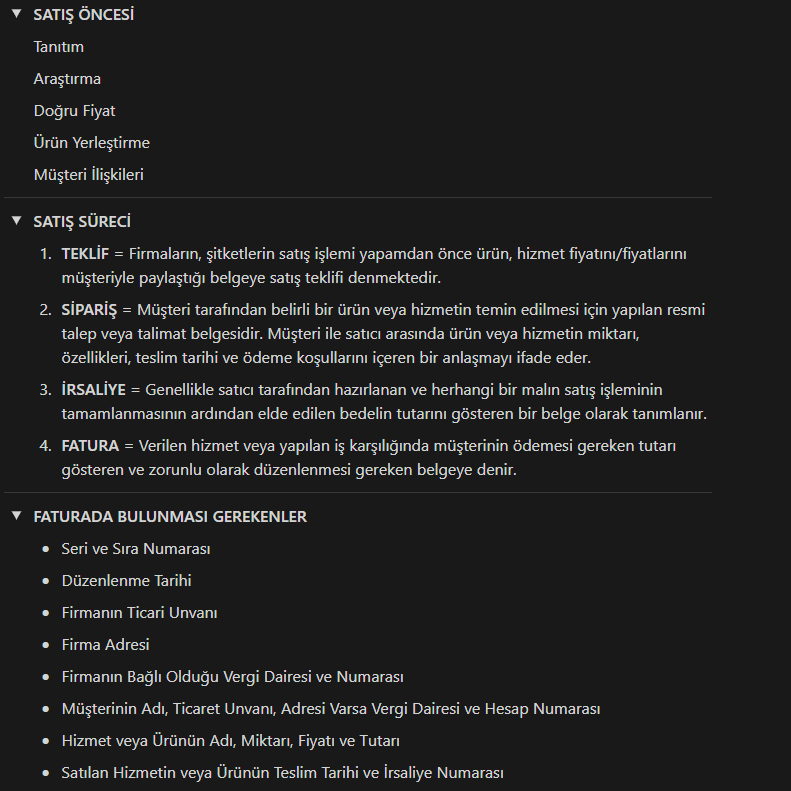 SATIŞ ÖNCESİ
Tanıtım
Araştırma
Doğru Fiyat
Ürün Yerleştirme
Müşteri İlişkileri
SATIŞ SÜRECİ
1. TEKLİF = Firmaların, şitketlerin satış işlemi yapamdan önce ürün, hizmet fiyatını/fiyatlarını
müşteriyle paylaştığı belgeye satış teklifi denmektedir.
2. SİPARİŞ = Müşteri tarafından belirli bir ürün veya hizmetin temin edilmesi için yapılan resmi
talep veya talimat belgesidir. Müşteri ile satıcı arasında ürün veya hizmetin miktarı,
özellikleri, teslim tarihi ve ödeme koşullarını içeren bir anlaşmayı ifade eder.
3. İRSALİYE = Genellikle satıcı tarafından hazırlanan ve herhangi bir malın satış işleminin
tamamlanmasının ardından elde edilen bedelin tutarını gösteren bir belge olarak tanımlanır.
4. FATURA = Verilen hizmet veya yapılan iş karşılığında müşterinin ödemesi gereken tutarı
gösteren ve zorunlu olarak düzenlenmesi gereken belgeye denir.
FATURADA BULUNMASI GEREKENLER
• Seri ve Sıra Numarası
• Düzenlenme Tarihi
• Firmanın Ticari Unvanı
• Firma Adresi
• Firmanın Bağlı Olduğu Vergi Dairesi ve Numarası
• Müşterinin Adı, Ticaret Unvanı, Adresi Varsa Vergi Dairesi ve Hesap Numarası
• Hizmet veya Ürünün Adı, Miktarı, Fiyatı ve Tutarı
• Satılan Hizmetin veya Ürünün Teslim Tarihi ve İrsaliye Numarası